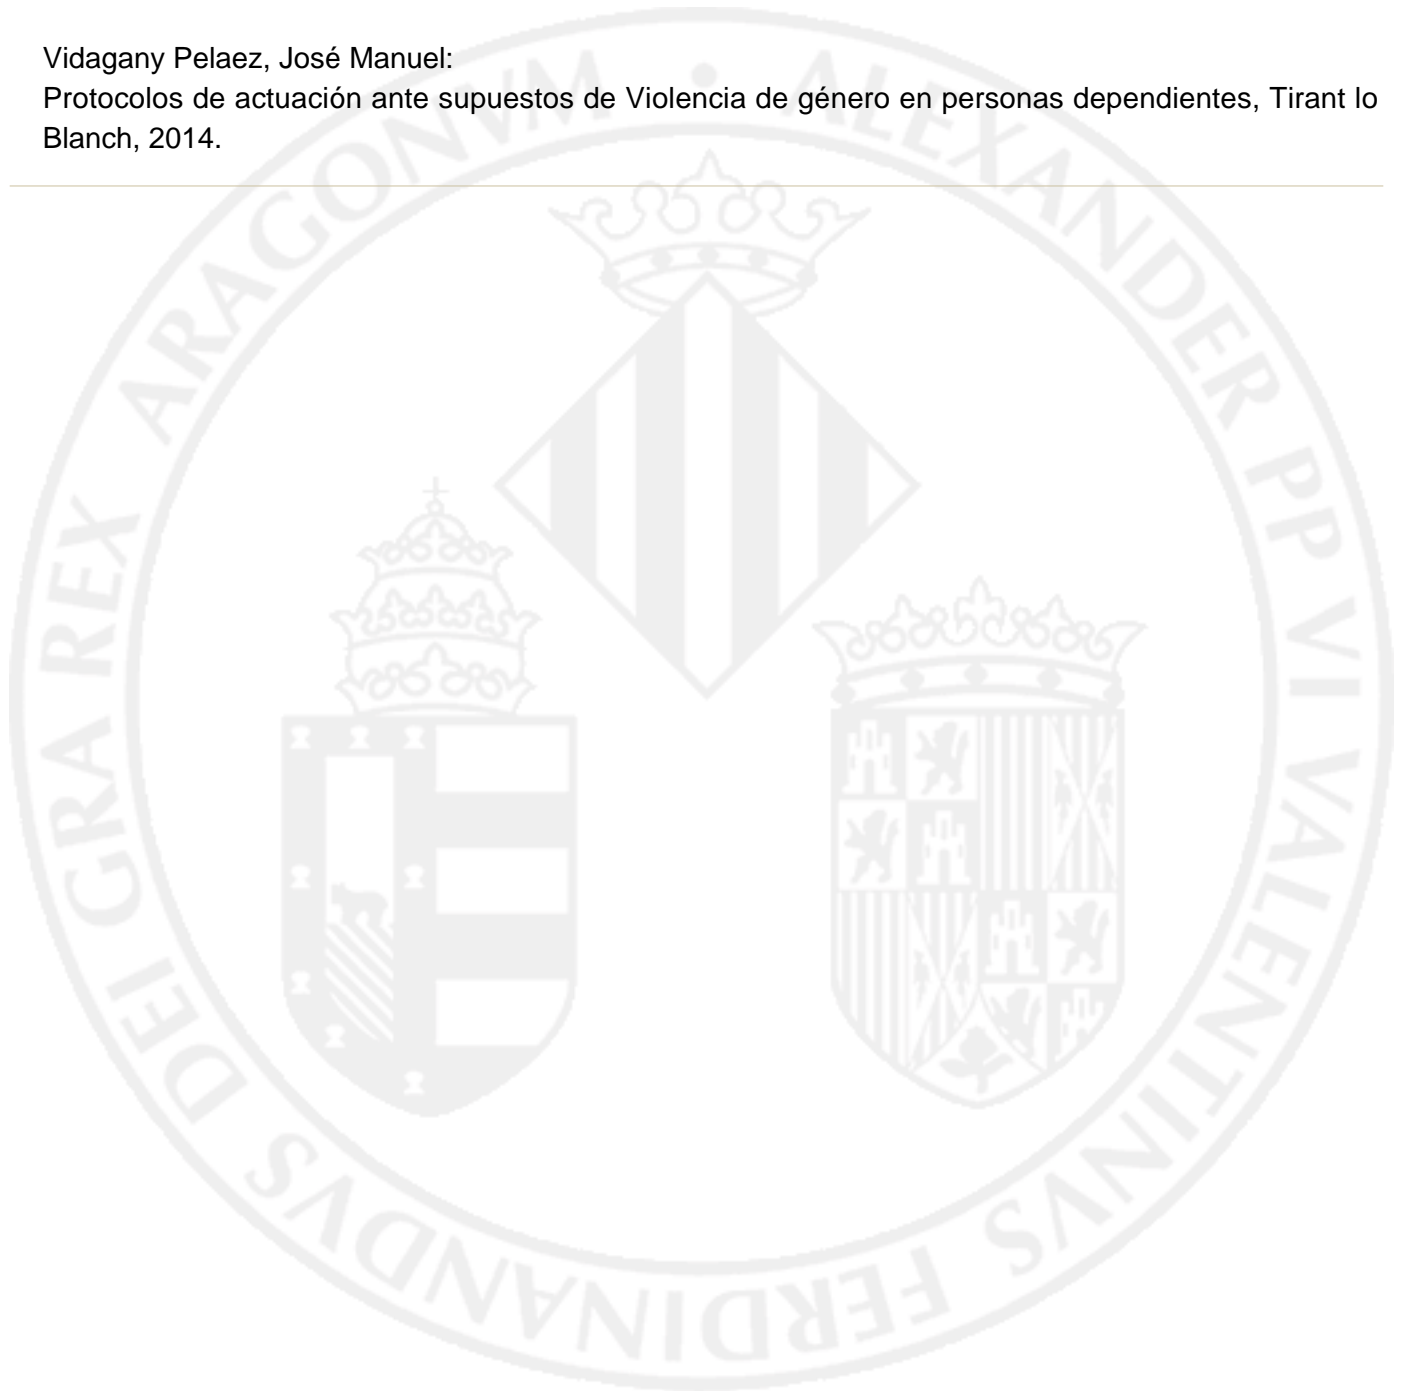 Vidagany Pelaez, José Manuel:
Protocolos de actuación ante supuestos de Violencia de género en personas dependientes, Tirant lo
Blanch, 2014.
ALEXANDER PP VI VALENTINVS FERDINANDVS DEI GRA REX ARAGONVM